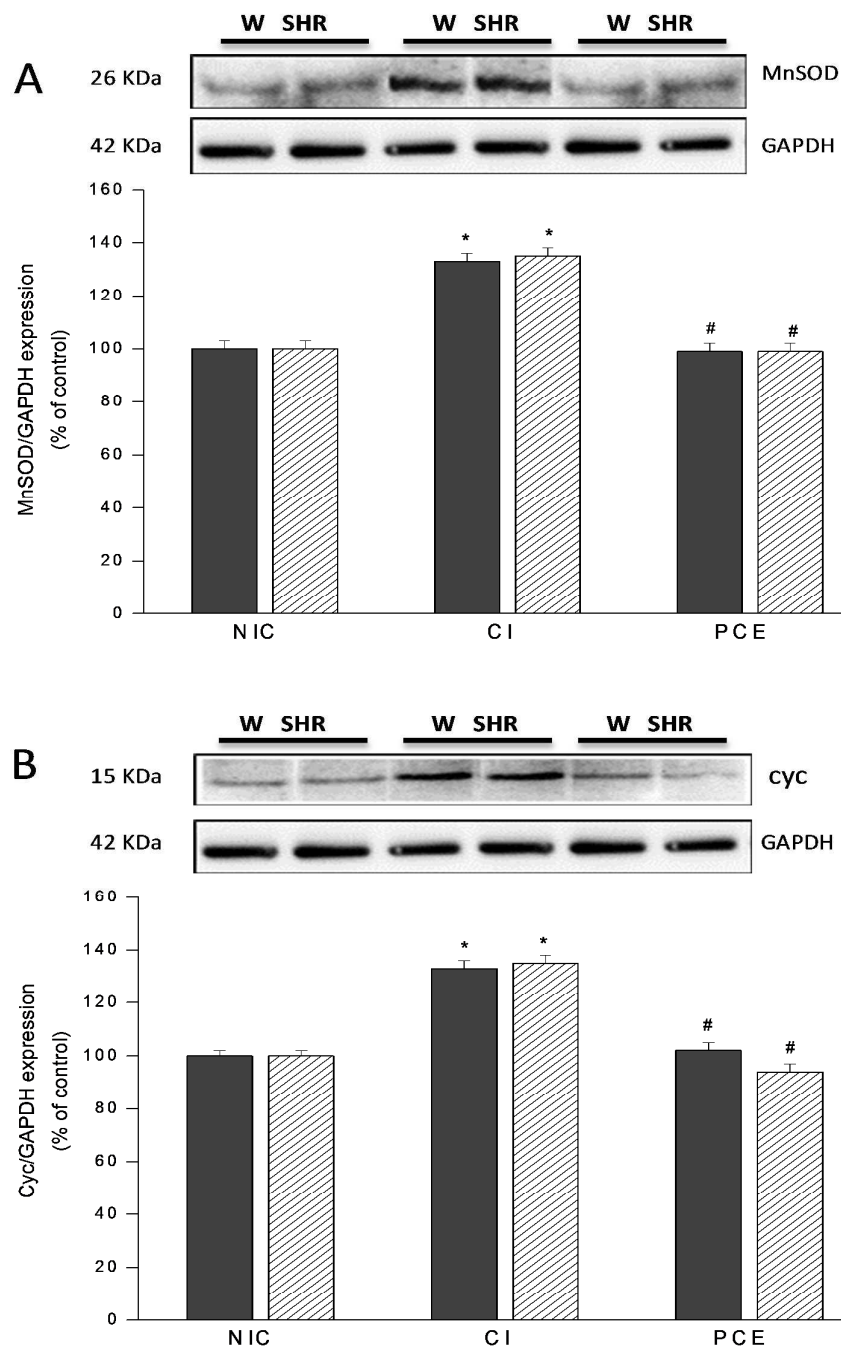 W SHR W SHR W SHR
A 26 KDa MnSOD
42 KDa GAPDH
160
140
120
100
80
60
40
20
0
MnSOD/GAPDH expression
(% of control)
* *
# #
NIC CI PCE
W SHR W SHR W SHR
B 15 KDa cyc
42 KDa GAPDH
160
140
120
100
80
60
40
20
0
Cyc/GAPDH expression
(% of control)
* *
# #
NIC CI PCE